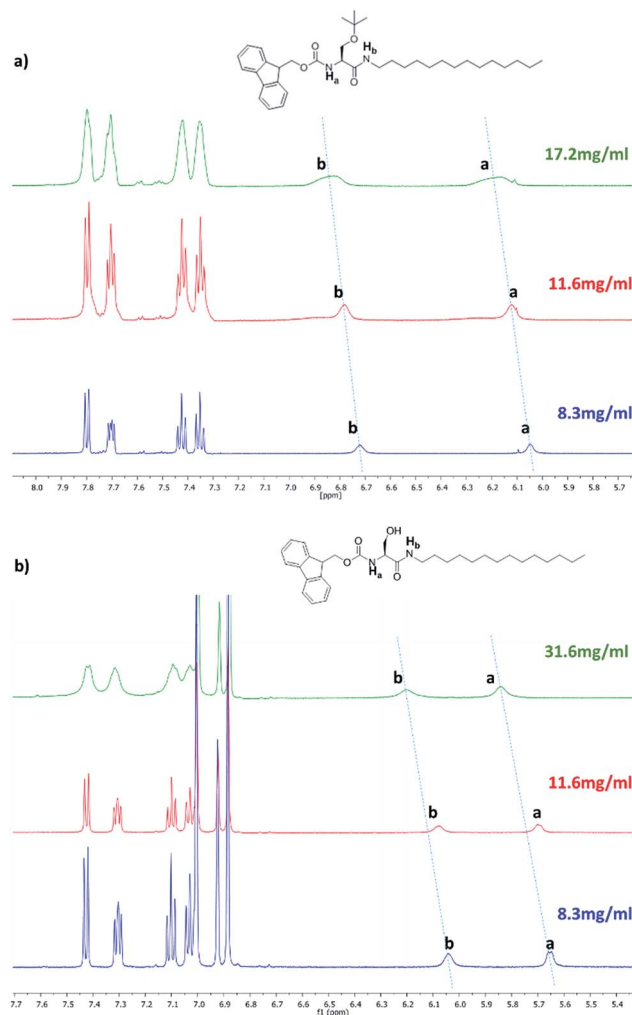 a)
O
O
O
N
Hₐ
O
H_b
N
17.2mg/ml
b
a
11.6mg/ml
b
a
8.3mg/ml
b
a
8.0 7.9 7.8 7.7 7.6 7.5 7.4 7.3 7.2 7.1 7.0 6.9 6.8 6.7 6.6 6.5 6.4 6.3 6.2 6.1 6.0 5.9 5.8 5.7
[ppm]
b)
OH
O
O
N
Hₐ
O
H_b
N
31.6mg/ml
b
a
11.6mg/ml
b
a
8.3mg/ml
b
a
7.7 7.6 7.5 7.4 7.3 7.2 7.1 7.0 6.9 6.8 6.7 6.6 6.5 6.4 6.3 6.2 6.1 6.0 5.9 5.8 5.7 5.6 5.5 5.4
f1 (ppm)